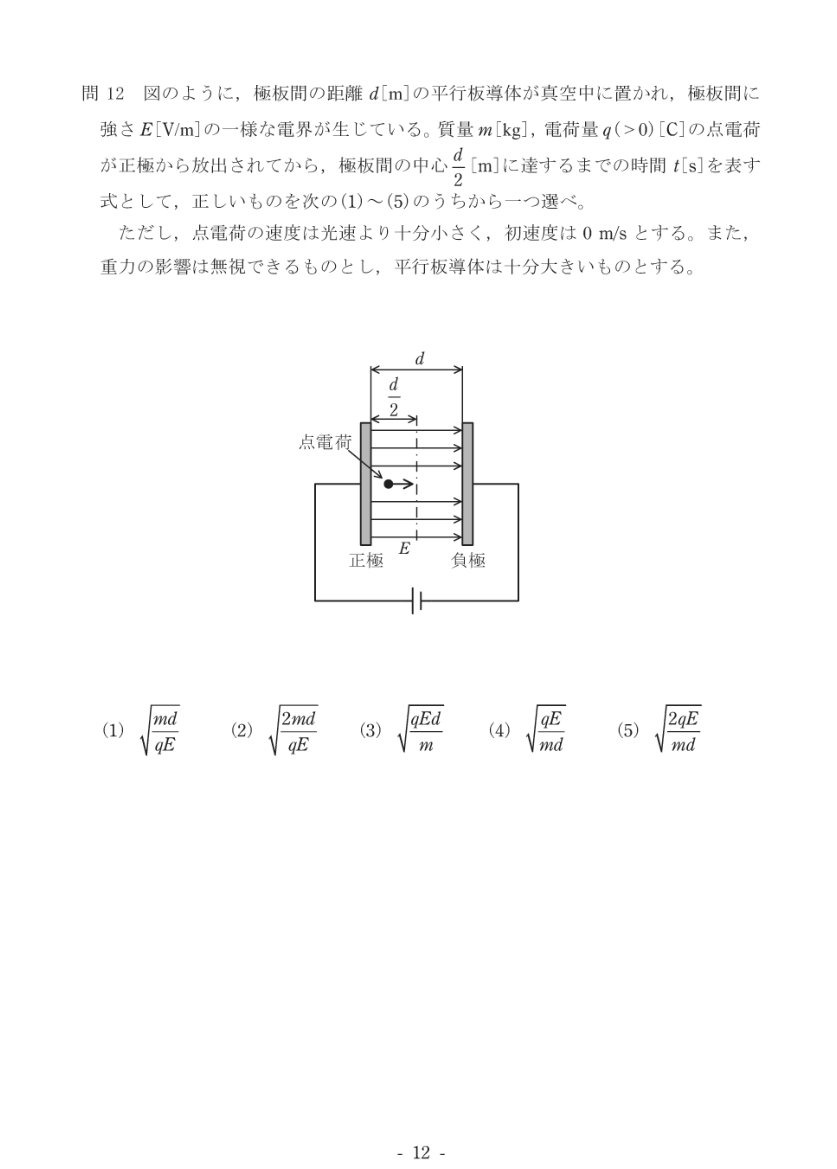 問 12　図のように，極板間の距離 d[m]の平行板導体が真空中に置かれ，極板間に
強さ E[V/m]の一様な電界が生じている。質量 m[kg]，電荷量 q(>0)[C]の点電荷
が正極から放出されてから，極板間の中心 d/2 [m]に達するまでの時間 t[s]を表す
式として，正しいものを次の(1)～(5)のうちから一つ選べ。
ただし，点電荷の速度は光速より十分小さく，初速度は 0 m/s とする。また，
重力の影響は無視できるものとし，平行板導体は十分大きいものとする。
d
d/2
点電荷
E
正極　負極
(1) √(md/qE)　(2) √(2md/qE)　(3) √(qEd/m)　(4) √(qE/md)　(5) √(2qE/md)
- 12 -